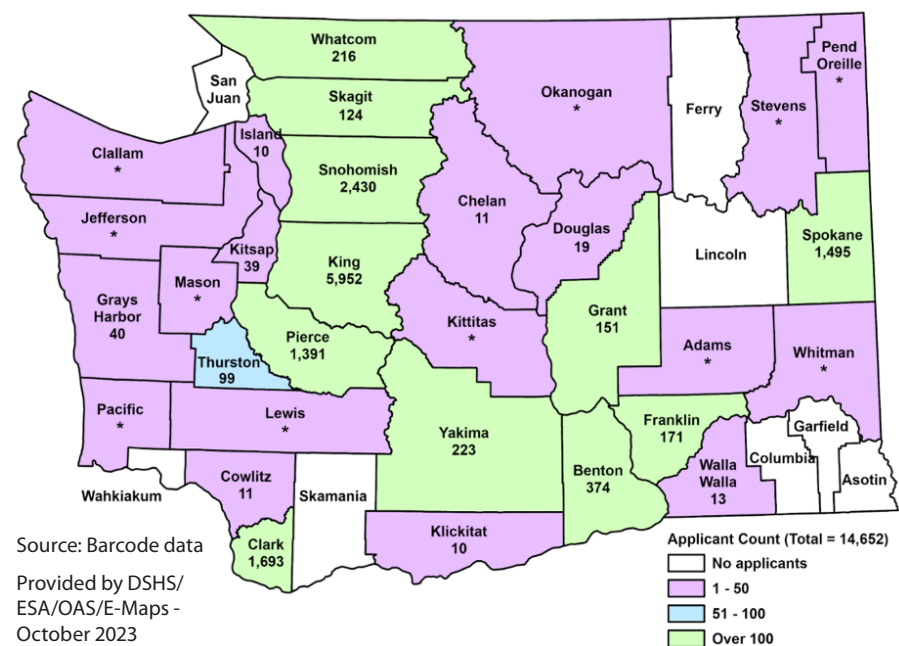 Whatcom
216
San
Juan
Skagit
124
Okanogan
*
Ferry
Stevens
*
Pend
Oreille
*
Clallam
*
Island
10
Snohomish
2,430
Chelan
11
Douglas
19
Jefferson
*
Kitsap
39
King
5,952
Lincoln
Spokane
1,495
Mason
*
Grays
Harbor
40
Kittitas
*
Grant
151
Pierce
1,391
Thurston
99
Adams
*
Whitman
*
Pacific
*
Lewis
*
Yakima
223
Franklin
171
Garfield
Wahkiakum
Cowlitz
11
Skamania
Benton
374
Walla
Walla
13
Columbia
Asotin
Clark
1,693
Klickitat
10
Source: Barcode data
Provided by DSHS/
ESA/OAS/E-Maps -
October 2023
Applicant Count (Total = 14,652)
No applicants
1 - 50
51 - 100
Over 100